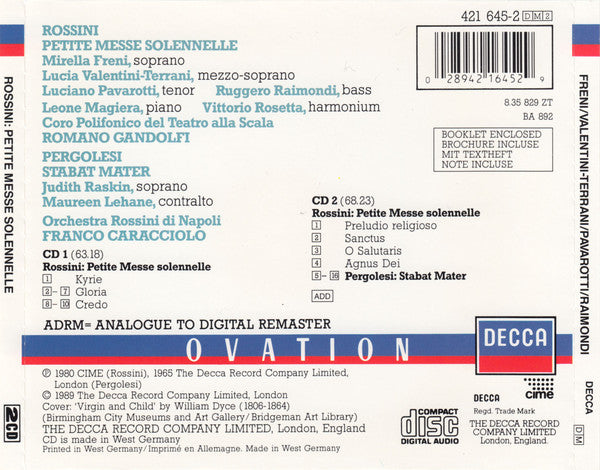 ROSSINI: PETITE MESSE SOLENNELLE
2CD
ROSSINI
PETITE MESSE SOLENNELLE
Mirella Freni, soprano
Lucia Valentini-Terrani, mezzo-soprano
Luciano Pavarotti, tenor Ruggero Raimondi, bass
Leone Magiera, piano Vittorio Rosetta, harmonium
Coro Polifonico del Teatro alla Scala
ROMANO GANDOLFI
PERGOLESI
STABAT MATER
Judith Raskin, soprano
Maureen Lehane, contralto
Orchestra Rossini di Napoli
FRANCO CARACCIOLO
CD 1 (63.18)
Rossini: Petite Messe solennelle
1 Kyrie
2-7 Gloria
8-10 Credo
421 645-2 DM2
0 28942 16452 9
8.35 829 ZT
BA 892
BOOKLET ENCLOSED
BROCHURE INCLUSE
MIT TEXTHEFT
NOTE INCLUSE
CD 2 (68.23)
Rossini: Petite Messe solennelle
1 Preludio religioso
2 Sanctus
3 O Salutaris
4 Agnus Dei
5-16 Pergolesi: Stabat Mater
ADD
ADRM= ANALOGUE TO DIGITAL REMASTER
OVATION
DECCA
℗ 1980 CIME (Rossini), 1965 The Decca Record Company Limited,
London (Pergolesi)
© 1989 The Decca Record Company Limited, London
Cover: 'Virgin and Child' by William Dyce (1806-1864)
(Birmingham City Museums and Art Gallery/Bridgeman Art Library)
THE DECCA RECORD COMPANY LIMITED, London, England
CD is made in West Germany
Printed in West Germany/Imprimé en Allemagne. Made in West Germany
COMPACT
disc
DIGITAL AUDIO
DECCA
cime
Regd. Trade Mark
THE DECCA RECORD
COMPANY LIMITED
London, England.
FRENI/VALENTINI-TERRANI/PAVAROTTI/RAIMONDI
DECCA
DM